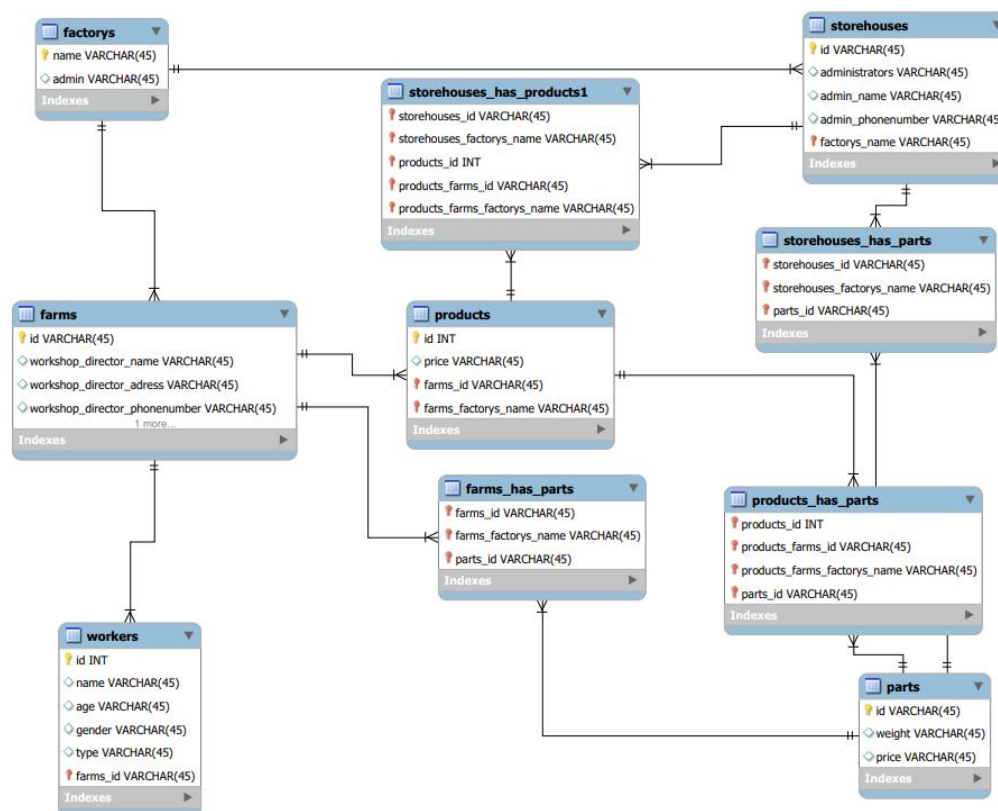 factorys
name VARCHAR(45)
admin VARCHAR(45)
Indexes
storehouses
id VARCHAR(45)
administrators VARCHAR(45)
admin_name VARCHAR(45)
admin_phonenumber VARCHAR(45)
factorys_name VARCHAR(45)
Indexes
storehouses_has_products1
storehouses_id VARCHAR(45)
storehouses_factorys_name VARCHAR(45)
products_id INT
products_farms_id VARCHAR(45)
products_farms_factorys_name VARCHAR(45)
Indexes
storehouses_has_parts
storehouses_id VARCHAR(45)
storehouses_factorys_name VARCHAR(45)
parts_id VARCHAR(45)
Indexes
farms
id VARCHAR(45)
workshop_director_name VARCHAR(45)
workshop_director_adress VARCHAR(45)
workshop_director_phonenumber VARCHAR(45)
1 more...
Indexes
products
id INT
price VARCHAR(45)
farms_id VARCHAR(45)
farms_factorys_name VARCHAR(45)
Indexes
farms_has_parts
farms_id VARCHAR(45)
farms_factorys_name VARCHAR(45)
parts_id VARCHAR(45)
Indexes
products_has_parts
products_id INT
products_farms_id VARCHAR(45)
products_farms_factorys_name VARCHAR(45)
parts_id VARCHAR(45)
Indexes
workers
id INT
name VARCHAR(45)
age VARCHAR(45)
gender VARCHAR(45)
type VARCHAR(45)
farms_id VARCHAR(45)
Indexes
parts
id VARCHAR(45)
weight VARCHAR(45)
price VARCHAR(45)
Indexes